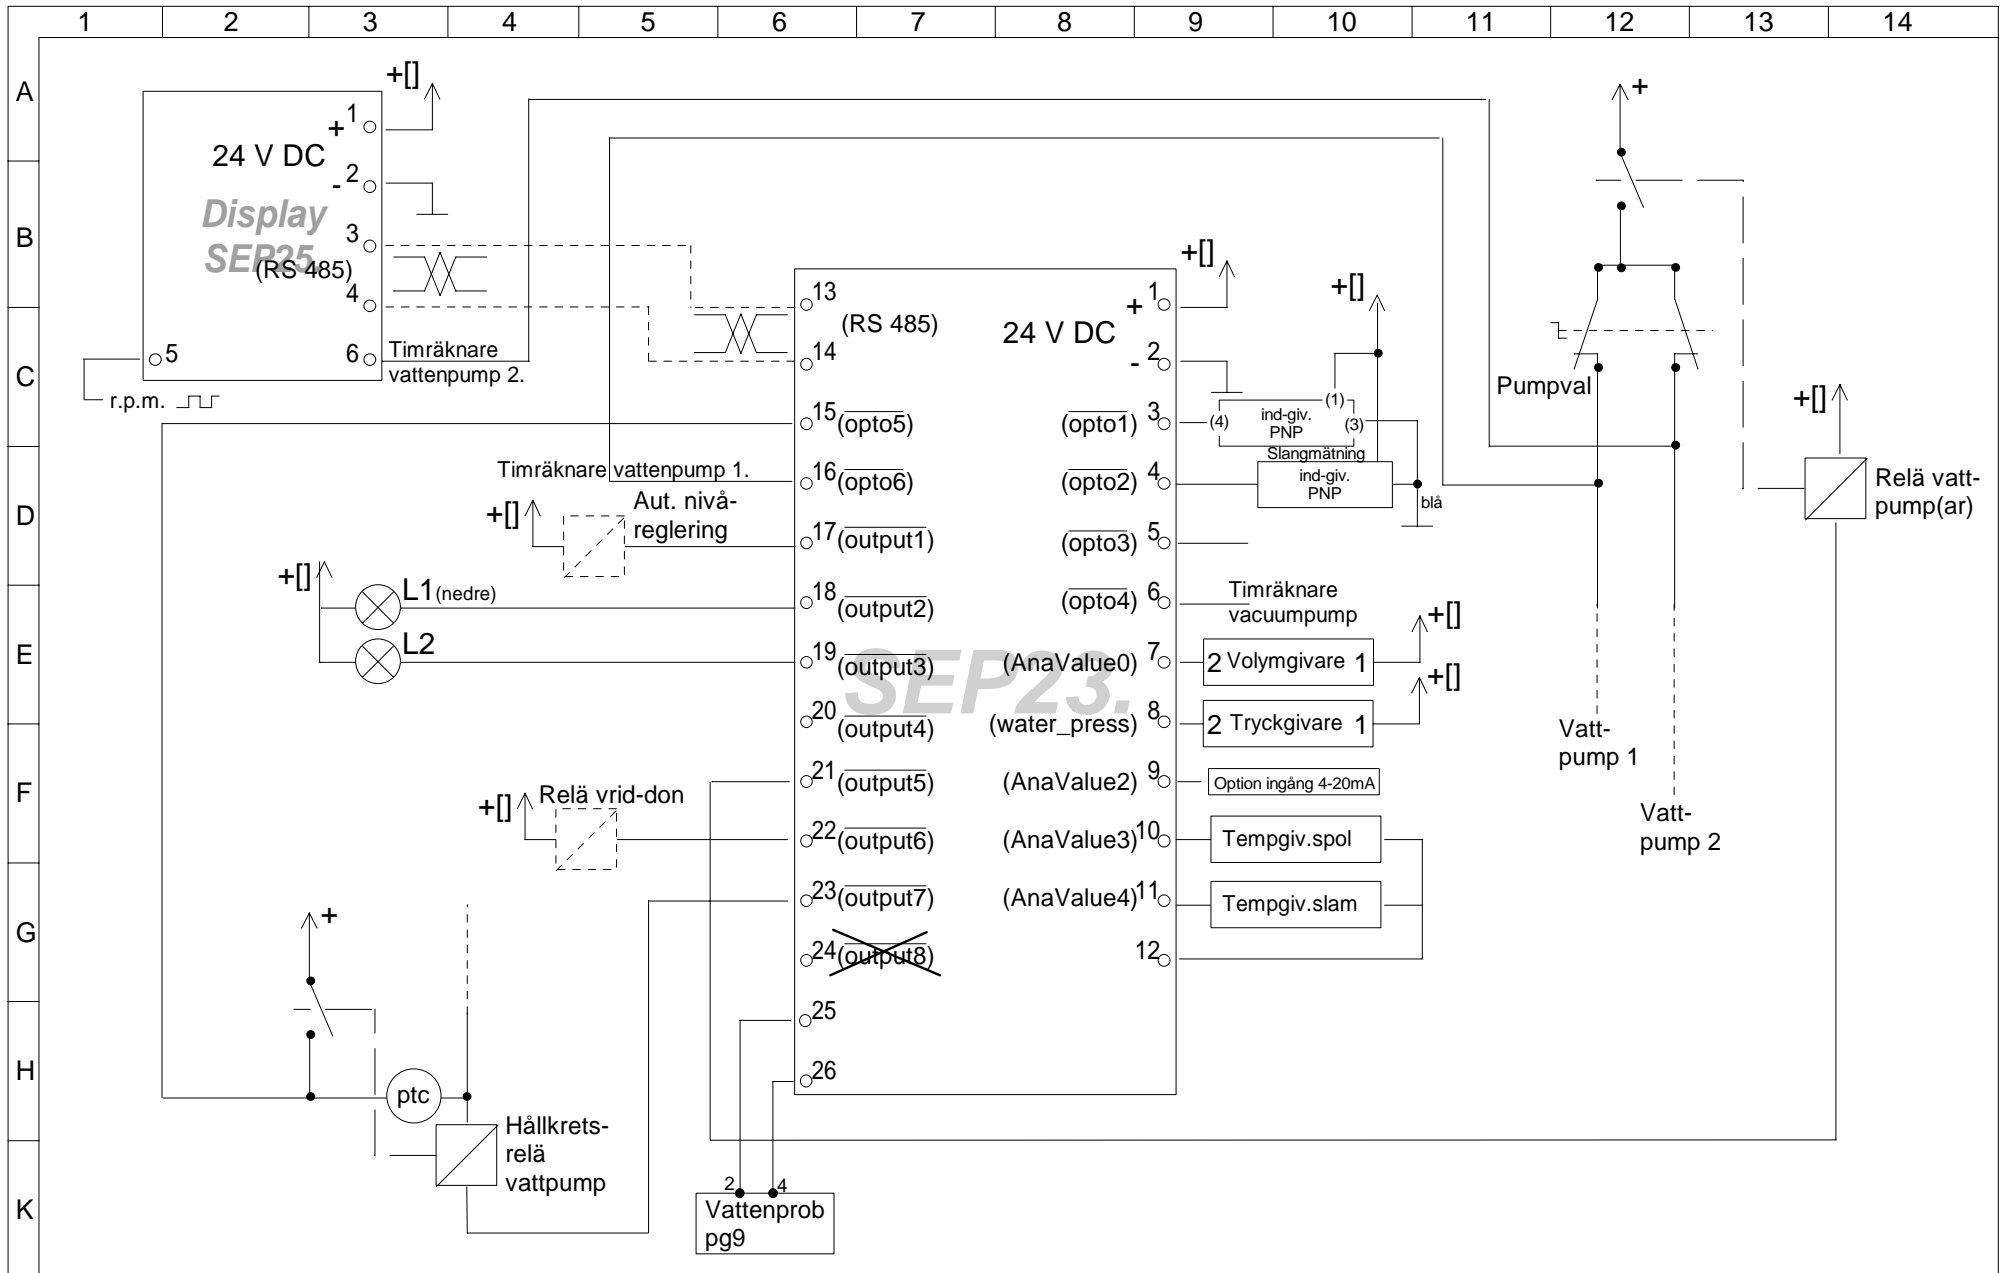 1 2 3 4 5 6 7 8 9 10 11 12 13 14
A
B
C
D
E
F
G
H
K
+[]
1
+
24 V DC
2
-
Display
SEP25.
3
(RS 485)
4
5
6
Timräknare
vattenpump 2.
r.p.m.
13
(RS 485)
14
15
(opto5)
Timräknare vattenpump 1.
16
(opto6)
+[]
Aut. nivå-
reglering
17
(output1)
+[]
L1 (nedre)
18
(output2)
L2
19
(output3)
20
(output4)
21
(output5)
+[]
Relä vrid-don
22
(output6)
23
(output7)
24
(output8)
25
26
SEP23.
+[]
1
+
24 V DC
2
-
+[]
(opto1)
3
(4)
ind-giv.
PNP
(1)
(3)
Slangmätning
(opto2)
4
ind-giv.
PNP
blå
(opto3)
5
(opto4)
6
Timräknare
vacuumpump
+[]
(AnaValue0)
7
2 Volymgivare 1
+[]
(water_press)
8
2 Tryckgivare 1
(AnaValue2)
9
Option ingång 4-20mA
(AnaValue3)
10
Tempgiv.spol
(AnaValue4)
11
Tempgiv.slam
12
+
Pumpval
+[]
Relä vatt-
pump(ar)
Vatt-
pump 1
Vatt-
pump 2
+
ptc
Hållkrets-
relä
vattpump
2
4
Vattenprob
pg9